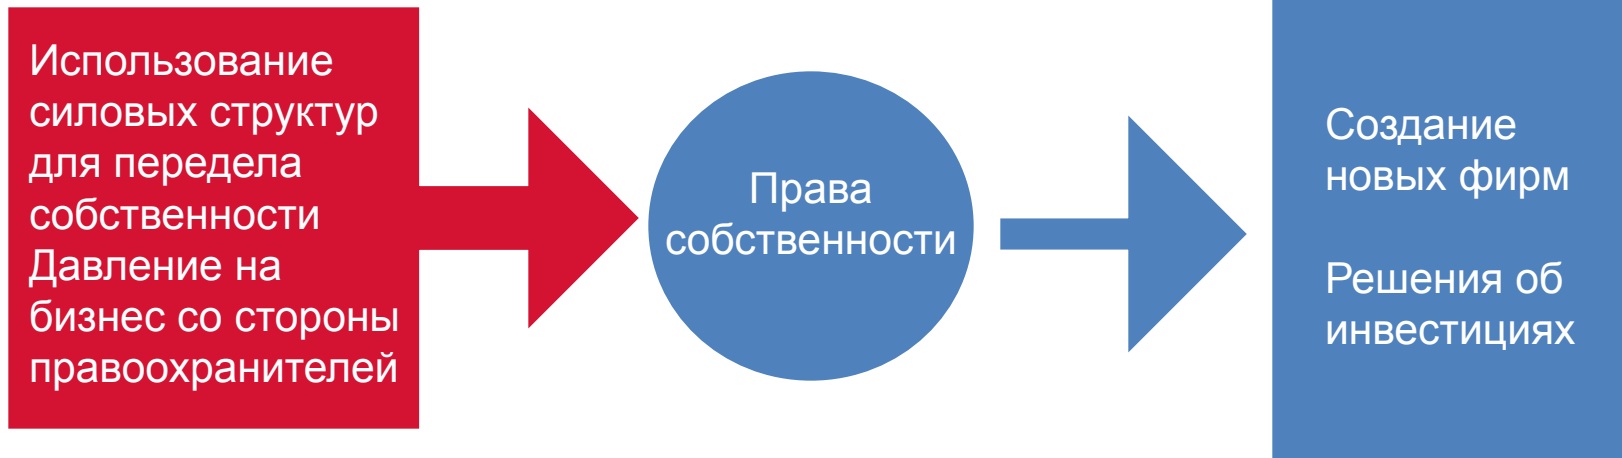 Использование
силовых структур
для передела
собственности
Давление на
бизнес со стороны
правоохранителей
Права
собственности
Создание
новых фирм
Решения об
инвестициях